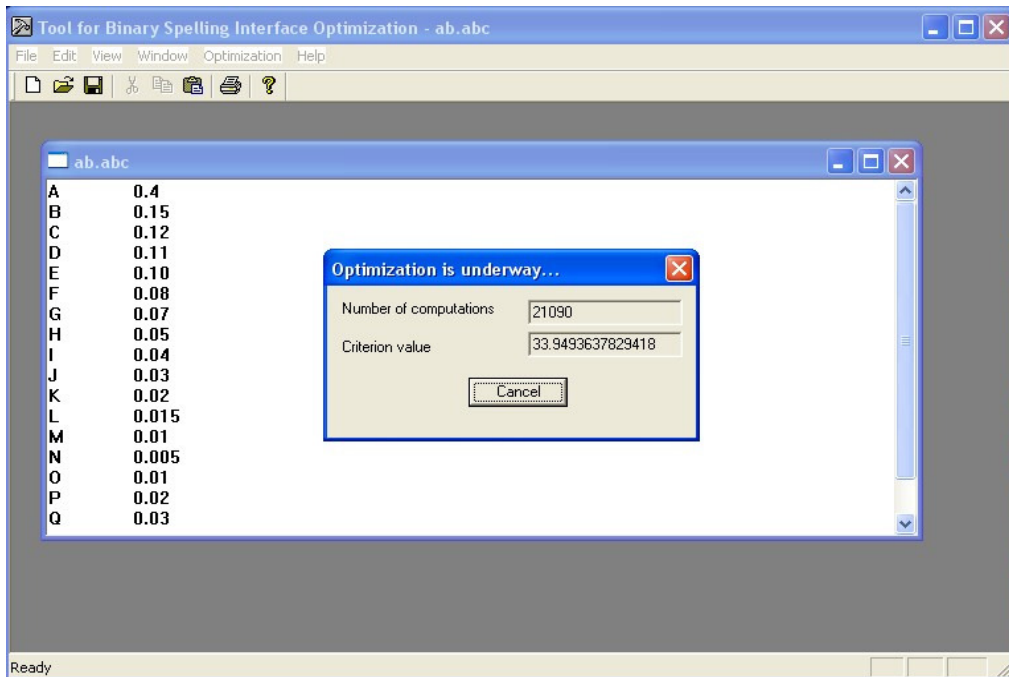 Tool for Binary Spelling Interface Optimization - ab.abc
File Edit View Window Optimization Help
ab.abc
A 0.4
B 0.15
C 0.12
D 0.11
E 0.10
F 0.08
G 0.07
H 0.05
I 0.04
J 0.03
K 0.02
L 0.015
M 0.01
N 0.005
O 0.01
P 0.02
Q 0.03
Optimization is underway...
Number of computations 21090
Criterion value 33.9493637829418
Cancel
Ready